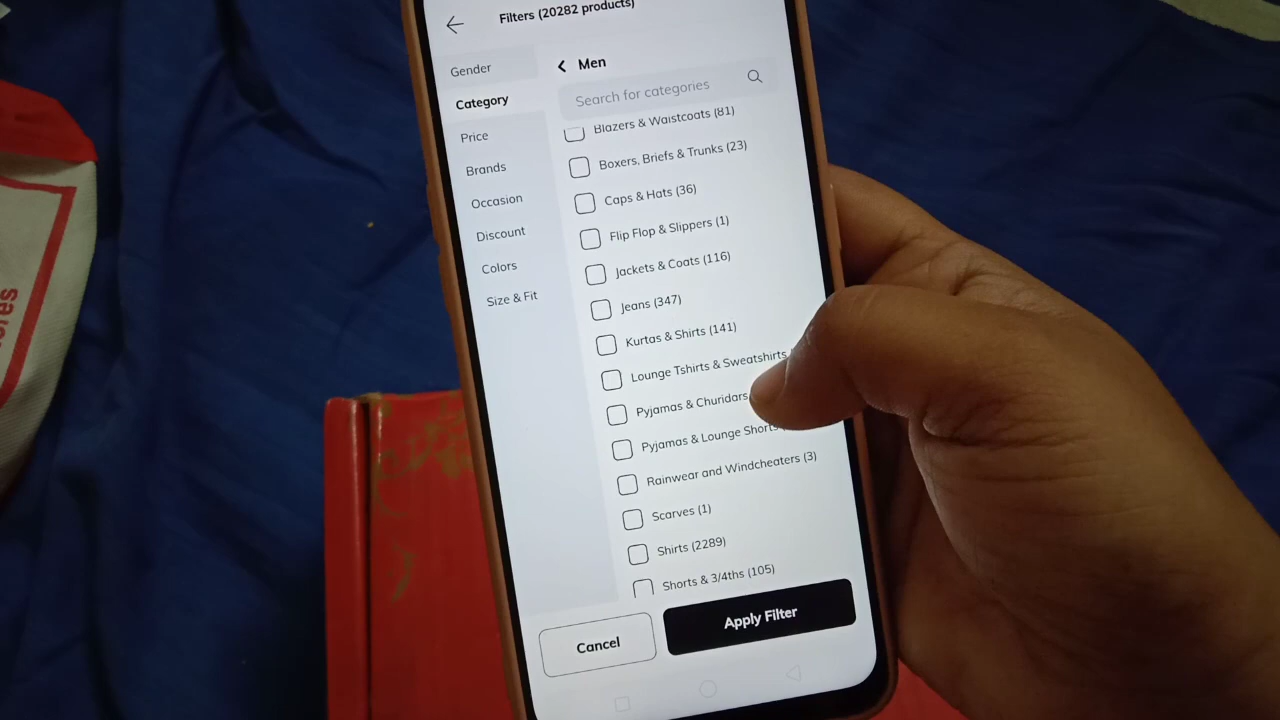 Filters (20282 products)
Gender
Category
Price
Brands
Occasion
Discount
Colors
Size & Fit
Men
Search for categories
Blazers & Waistcoats (81)
Boxers, Briefs & Trunks (23)
Caps & Hats (36)
Flip Flop & Slippers (1)
Jackets & Coats (116)
Jeans (347)
Kurtas & Shirts (141)
Lounge Tshirts & Sweatshirts
Pyjamas & Churidars
Pyjamas & Lounge Shorts
Rainwear and Windcheaters (3)
Scarves (1)
Shirts (2289)
Shorts & 3/4ths (105)
Cancel
Apply Filter